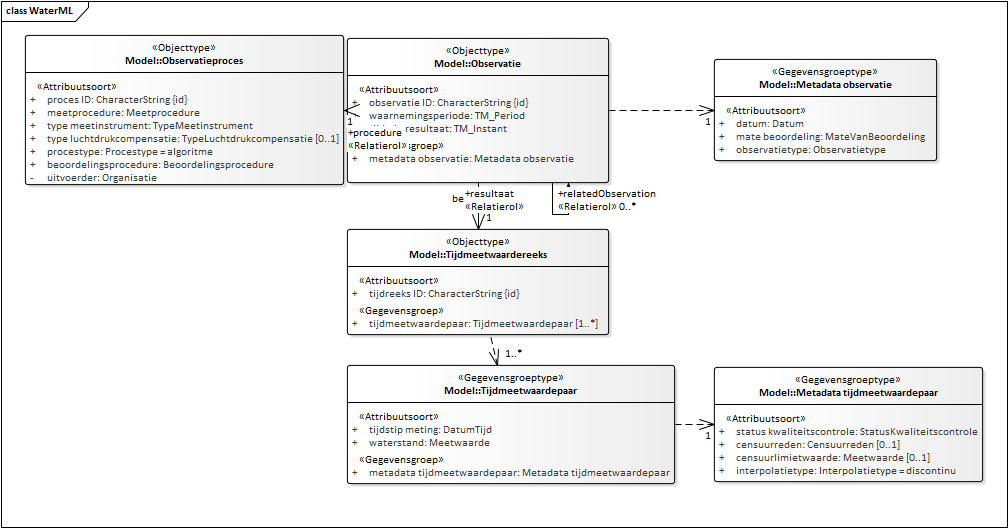 class WaterML
«Objecttype»
Model::Observatieproces
«Attribuutsoort»
+ proces ID: CharacterString {id}
+ meetprocedure: Meetprocedure
+ type meetinstrument: TypeMeetinstrument
+ type luchtdrukcompensatie: TypeLuchtdrukcompensatie [0..1]
+ procestype: Procestype = algoritme
+ beoordelingsprocedure: Beoordelingsprocedure
- uitvoerder: Organisatie
«Objecttype»
Model::Observatie
«Attribuutsoort»
+ observatie ID: CharacterString {id}
+ waarnemingsperiode: TM_Period
resultaat: TM_Instant
1
+procedure
«Relatierol»
groep»
+ metadata observatie: Metadata observatie
1
«Gegevensgroeptype»
Model::Metadata observatie
«Attribuutsoort»
+ datum: Datum
+ mate beoordeling: MateVanBeoordeling
+ observatietype: Observatietype
be
+resultaat
«Relatierol»
1
+relatedObservation
«Relatierol» 0..*
«Objecttype»
Model::Tijdmeetwaardereeks
«Attribuutsoort»
+ tijdreeks ID: CharacterString {id}
«Gegevensgroep»
+ tijdmeetwaardepaar: Tijdmeetwaardepaar [1..*]
1..*
«Gegevensgroeptype»
Model::Tijdmeetwaardepaar
«Attribuutsoort»
+ tijdstip meting: DatumTijd
+ waterstand: Meetwaarde
«Gegevensgroep»
+ metadata tijdmeetwaardepaar: Metadata tijdmeetwaardepaar
1
«Gegevensgroeptype»
Model::Metadata tijdmeetwaardepaar
«Attribuutsoort»
+ status kwaliteitscontrole: StatusKwaliteitscontrole
+ censuurreden: Censuurreden [0..1]
+ censuurlimietwaarde: Meetwaarde [0..1]
+ interpolatietype: Interpolatietype = discontinu